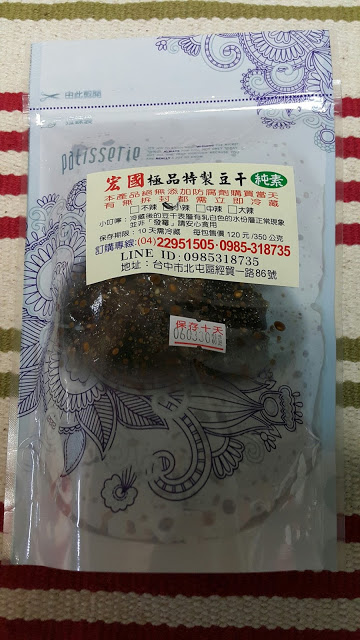 由此剪開
pâtisserie
宏國極品特製豆干 純素
本產品絕無添加防腐劑購買當天
有無拆封都需立即冷藏
□不辣 小辣 □中辣 □大辣
小叮嚀：冷藏後的豆干表層有乳白色的水份屬正常現象
並非「發霉」請安心食用
保存期限：10天需冷藏 每包售價120元/350公克
訂購專線:(04)22951505·0985-318735
LINE ID:0985318735
地址：台中市北屯區經貿一路86號
保存十天